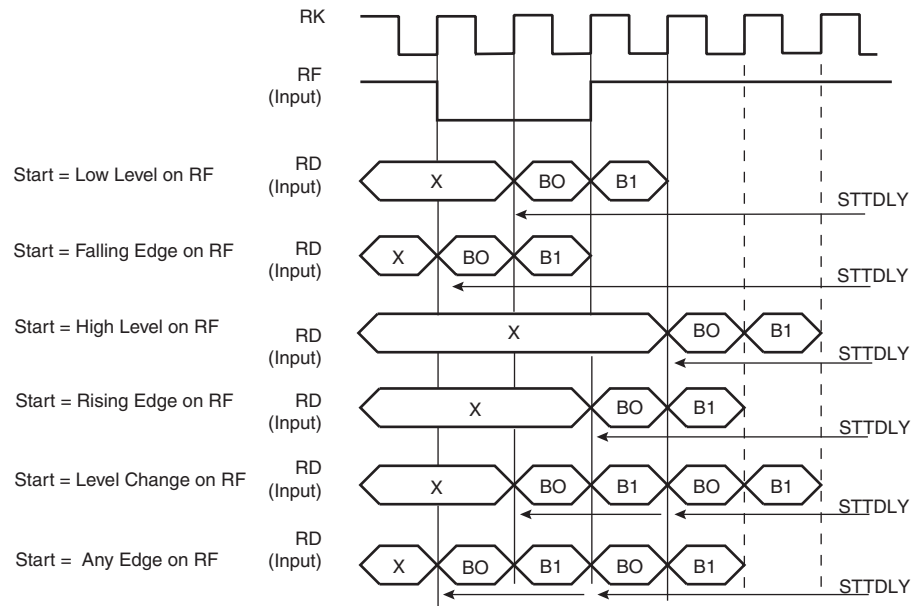 RK
RF
(Input)
Start = Low Level on RF
RD
(Input)
X
BO
B1
STTDLY
Start = Falling Edge on RF
RD
(Input)
X
BO
B1
STTDLY
Start = High Level on RF
RD
(Input)
X
BO
B1
STTDLY
Start = Rising Edge on RF
RD
(Input)
X
BO
B1
STTDLY
Start = Level Change on RF
RD
(Input)
X
BO
B1
BO
B1
STTDLY
Start = Any Edge on RF
RD
(Input)
X
BO
B1
BO
B1
STTDLY